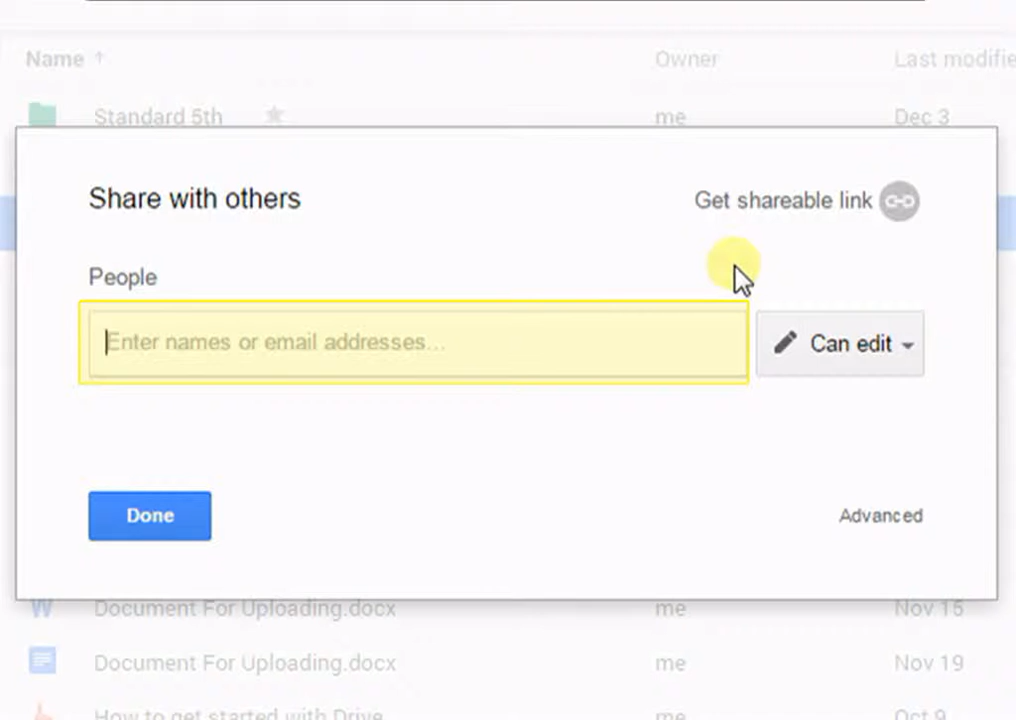 Name ↑ Owner Last modifie
Standard 5th me Dec 3
Share with others Get shareable link
People
Enter names or email addresses... Can edit
Done Advanced
Document For Uploading.docx me Nov 15
Document For Uploading.docx me Nov 19
How to get started with Drive me Oct 9